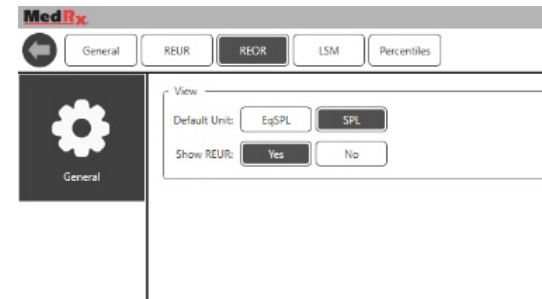 MedRx
General REUR REOR LSM Percentiles
View
Default Unit: EqSPL SPL
Show REUR: Yes No
General